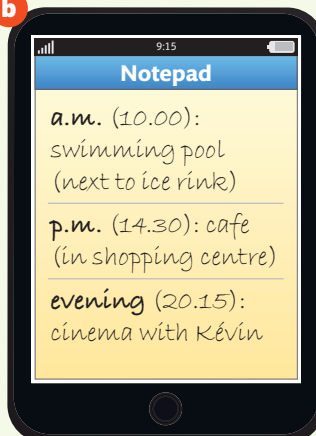 b
9:15
Notepad
a.m. (10.00):
swimming pool
(next to ice rink)
p.m. (14.30): cafe
(in shopping centre)
evening (20.15):
cinema with Kévin